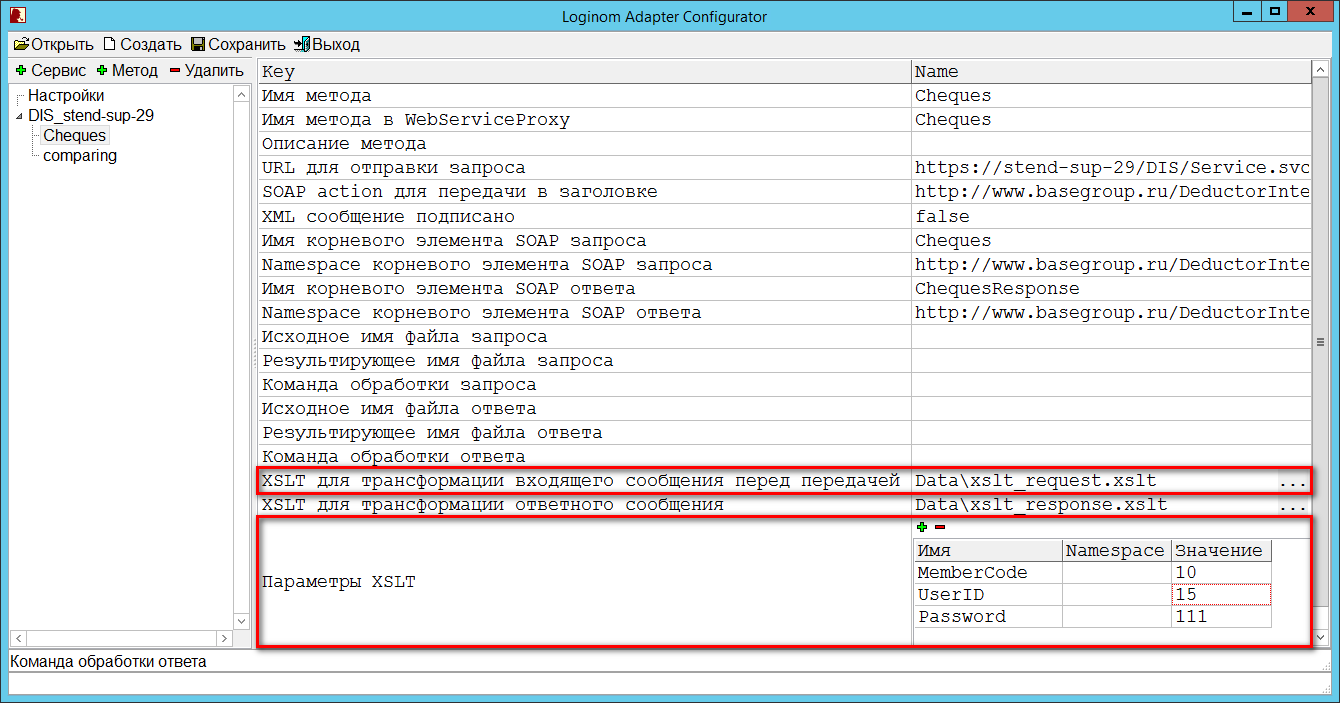 Loginom Adapter Configurator
Открыть Создать Сохранить Выход
Сервис Метод Удалить
Настройки
DIS_stend-sup-29
Cheques
comparing
Key Name
Имя метода Cheques
Имя метода в WebServiceProxy Cheques
Описание метода
URL для отправки запроса https://stend-sup-29/DIS/Service.svc
SOAP action для передачи в заголовке http://www.basegroup.ru/DeductorInte
XML сообщение подписано false
Имя корневого элемента SOAP запроса Cheques
Namespace корневого элемента SOAP запроса http://www.basegroup.ru/DeductorInte
Имя корневого элемента SOAP ответа ChequesResponse
Namespace корневого элемента SOAP ответа http://www.basegroup.ru/DeductorInte
Исходное имя файла запроса
Результирующее имя файла запроса
Команда обработки запроса
Исходное имя файла ответа
Результирующее имя файла ответа
Команда обработки ответа
XSLT для трансформации входящего сообщения перед передачей Data\xslt_request.xslt ...
XSLT для трансформации ответного сообщения Data\xslt_response.xslt ...
Параметры XSLT
Имя Namespace Значение
MemberCode 10
UserID 15
Password 111
Команда обработки ответа